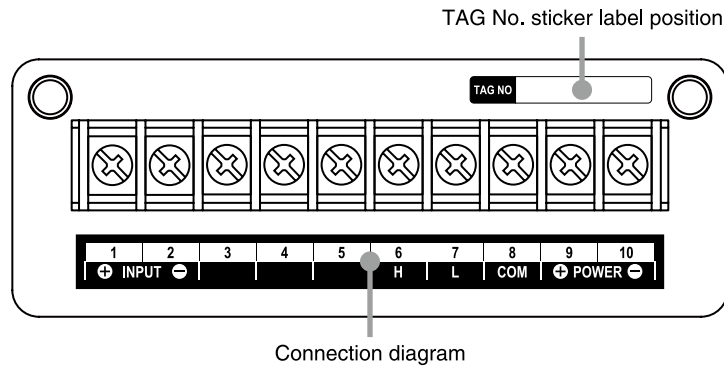 TAG No. sticker label position
TAG NO
1 2 3 4 5 6 7 8 9 10
+ INPUT − H L COM + POWER −
Connection diagram